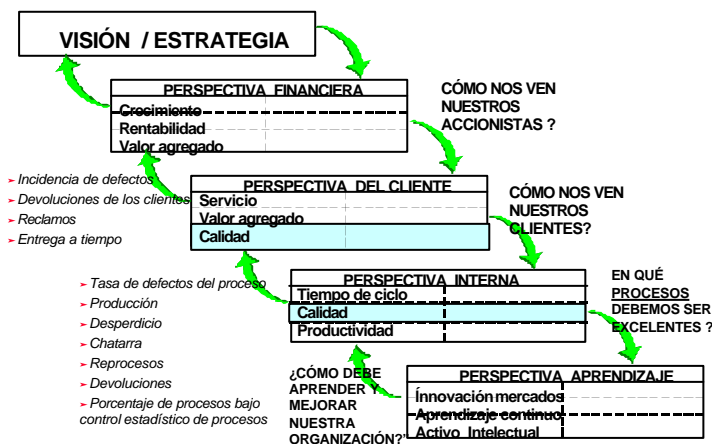 VISIÓN / ESTRATEGIA
PERSPECTIVA FINANCIERA
Crecimiento
Rentabilidad
Valor agregado
CÓMO NOS VEN
NUESTROS
ACCIONISTAS ?
➢ Incidencia de defectos
➢ Devoluciones de los clientes
➢ Reclamos
➢ Entrega a tiempo
PERSPECTIVA DEL CLIENTE
Servicio
Valor agregado
Calidad
CÓMO NOS VEN
NUESTROS
CLIENTES?
➢ Tasa de defectos del proceso
➢ Producción
➢ Desperdicio
➢ Chatarra
➢ Reprocesos
➢ Devoluciones
➢ Porcentaje de procesos bajo
control estadístico de procesos
PERSPECTIVA INTERNA
Tiempo de ciclo
Calidad
Productividad
EN QUÉ
PROCESOS
DEBEMOS SER
EXCELENTES ?
¿CÓMO DEBE
APRENDER Y
MEJORAR
NUESTRA
ORGANIZACIÓN?"
PERSPECTIVA APRENDIZAJE
Ínnovación mercados
Aprendizaje continuo
Activo Intelectual